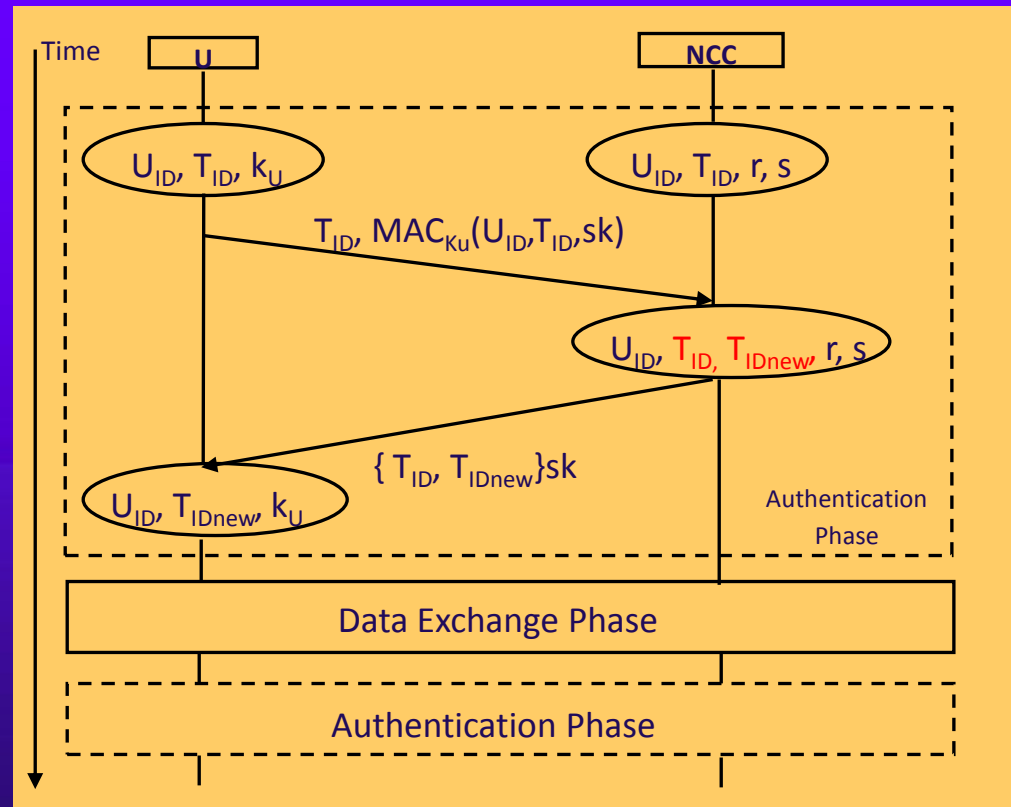 Time
U
NCC
U_ID, T_ID, k_U
U_ID, T_ID, r, s
T_ID, MAC_Ku(U_ID,T_ID,sk)
U_ID, T_ID, T_IDnew, r, s
{ T_ID, T_IDnew}sk
U_ID, T_IDnew, k_U
Authentication
Phase
Data Exchange Phase
Authentication Phase